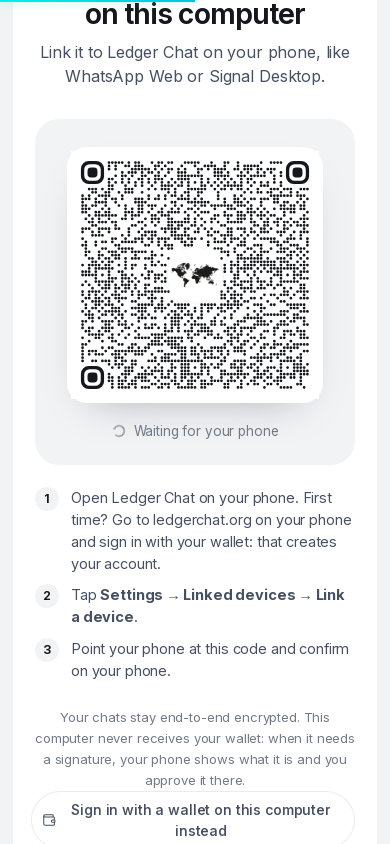 on this computer
Link it to Ledger Chat on your phone, like
WhatsApp Web or Signal Desktop.
Waiting for your phone
1 Open Ledger Chat on your phone. First
time? Go to ledgerchat.org on your phone
and sign in with your wallet: that creates
your account.
2 Tap Settings → Linked devices → Link
a device.
3 Point your phone at this code and confirm
on your phone.
Your chats stay end-to-end encrypted. This
computer never receives your wallet: when it needs
a signature, your phone shows what it is and you
approve it there.
Sign in with a wallet on this computer
instead